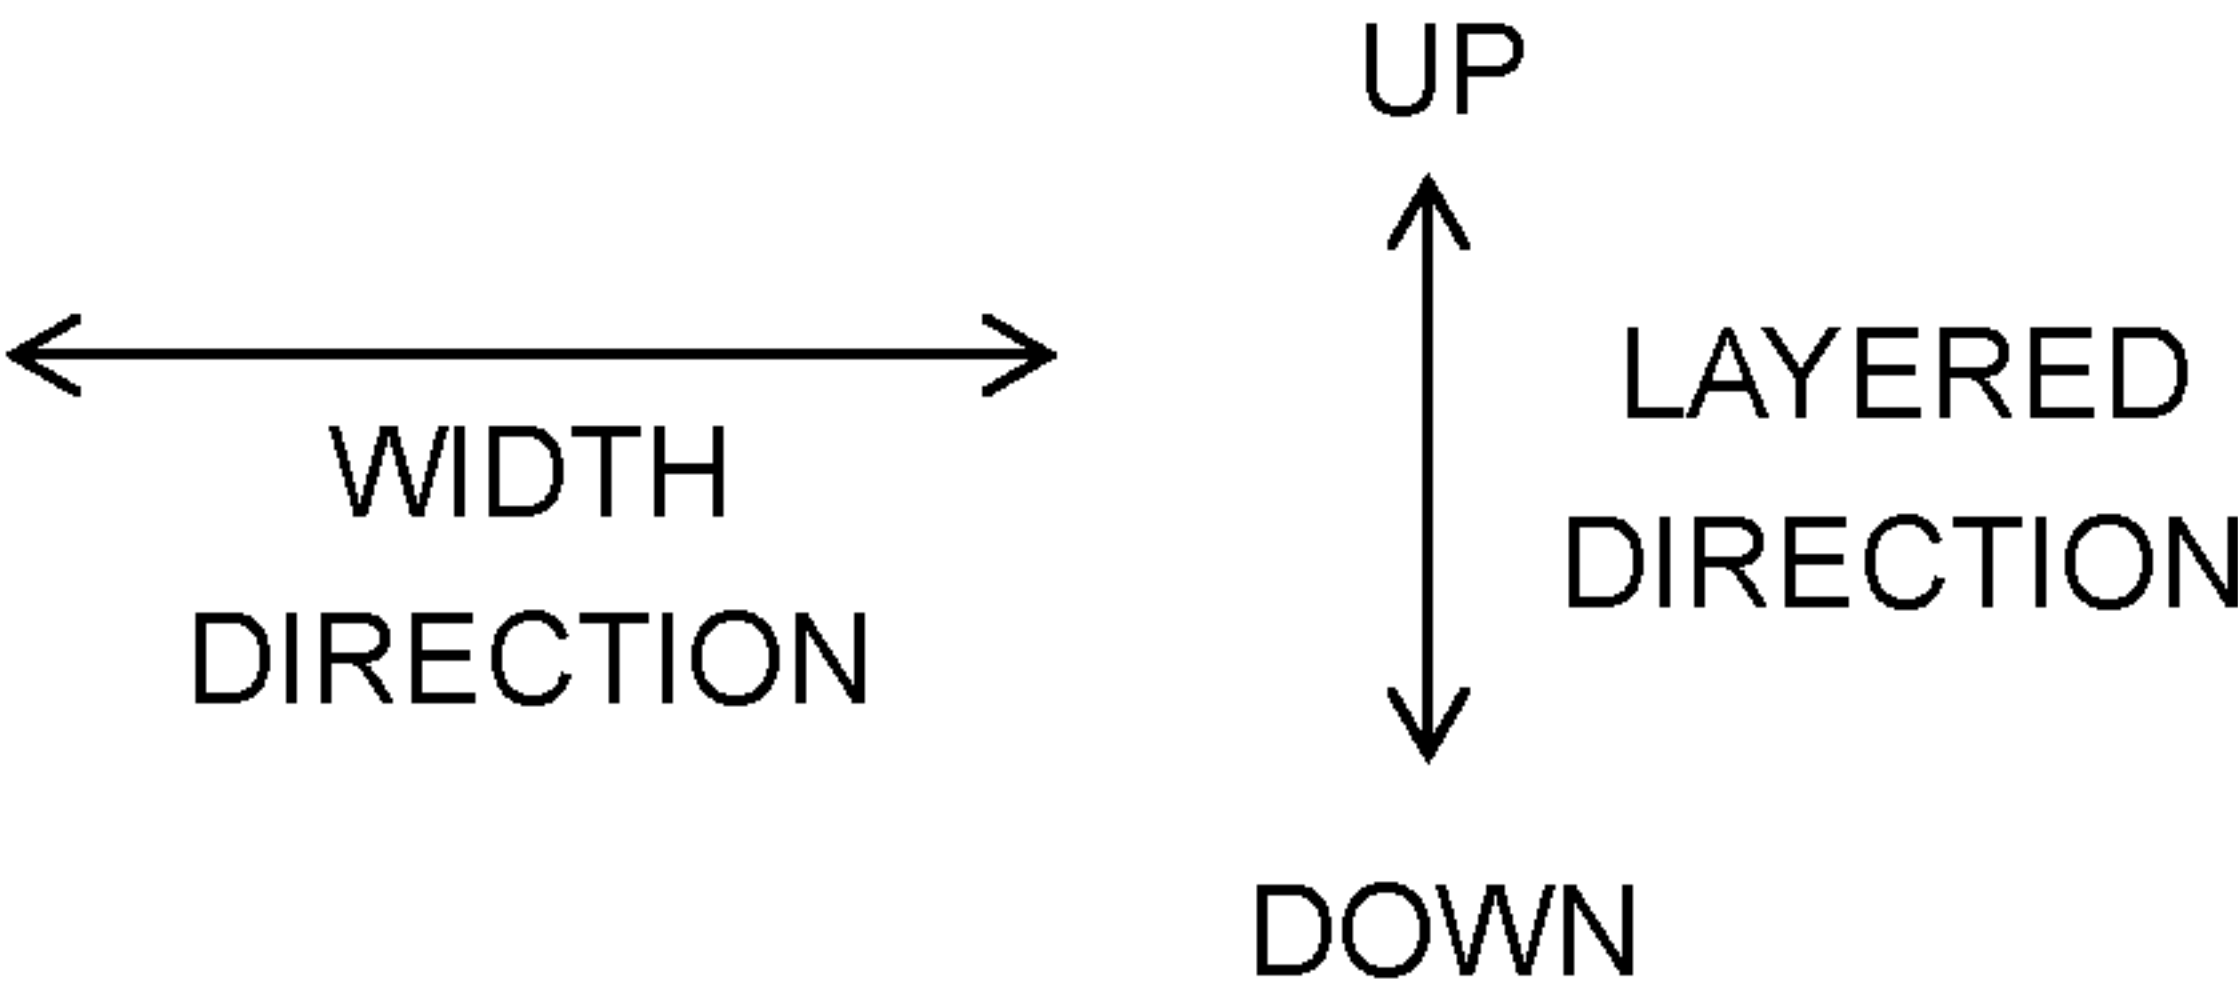 UP
WIDTH
DIRECTION
LAYERED
DIRECTION
DOWN